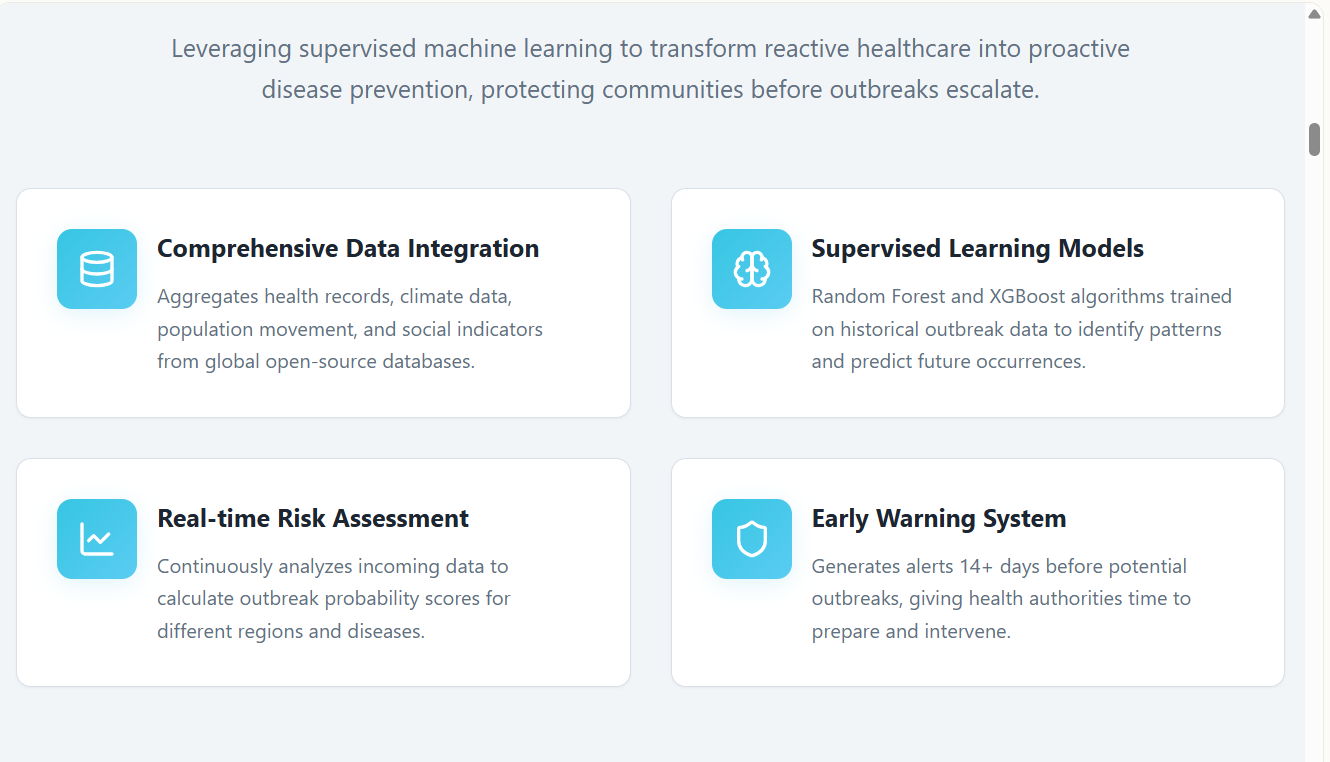 Leveraging supervised machine learning to transform reactive healthcare into proactive
disease prevention, protecting communities before outbreaks escalate.
Comprehensive Data Integration
Aggregates health records, climate data,
population movement, and social indicators
from global open-source databases.
Supervised Learning Models
Random Forest and XGBoost algorithms trained
on historical outbreak data to identify patterns
and predict future occurrences.
Real-time Risk Assessment
Continuously analyzes incoming data to
calculate outbreak probability scores for
different regions and diseases.
Early Warning System
Generates alerts 14+ days before potential
outbreaks, giving health authorities time to
prepare and intervene.